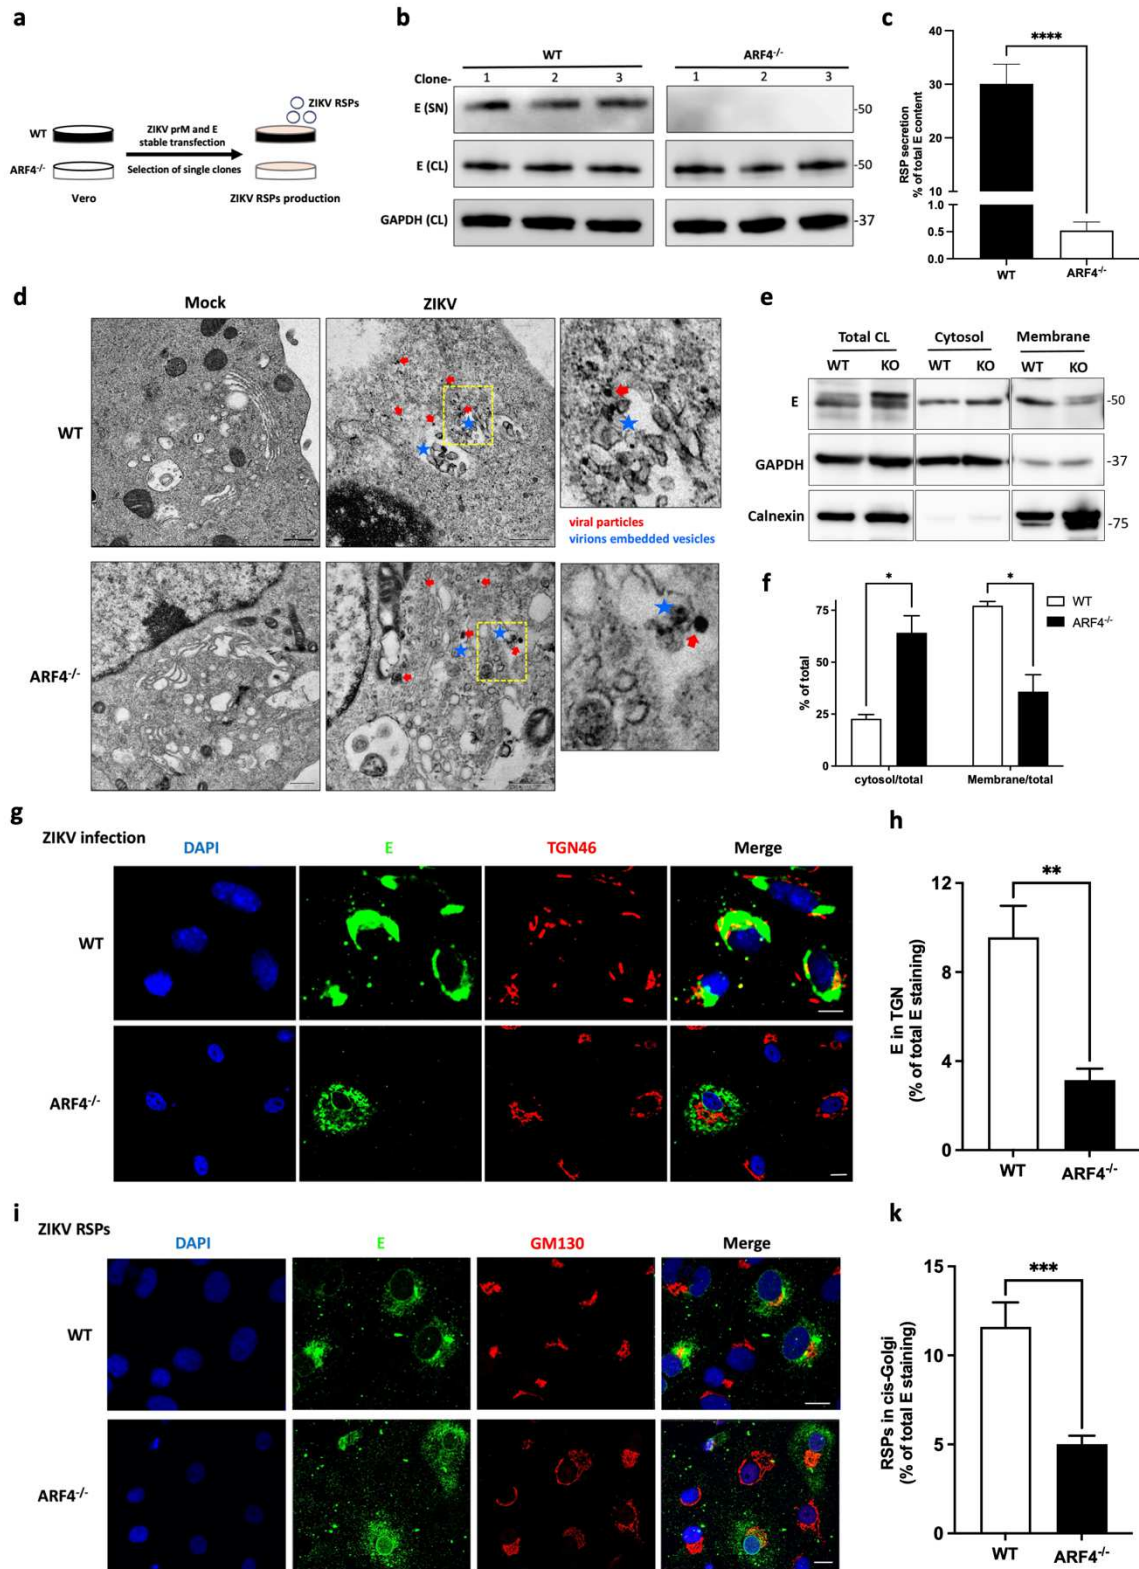 a
WT
ARF4-/-
Vero
ZIKV prM and E
stable transfection
Selection of single clones
ZIKV RSPs
ZIKV RSPs production
b
WT
ARF4-/-
Clone-
1 2 3 1 2 3
E (SN)
-50
E (CL)
-50
GAPDH (CL)
-37
c
****
RSP secretion
% of total E content
40
30
20
10
1.0
0.5
0.0
WT
ARF4-/-
d
Mock
ZIKV
WT
viral particles
virions embedded vesicles
ARF4-/-
e
Total CL
Cytosol
Membrane
WT KO WT KO WT KO
E
-50
GAPDH
-37
Calnexin
-75
f
* *
WT
ARF4-/-
% of total
75
50
25
0
cytosol/total
Membrane/total
g
ZIKV infection
DAPI
E
TGN46
Merge
WT
ARF4-/-
h
**
E in TGN
(% of total E staining)
12
8
4
0
WT
ARF4-/-
i
ZIKV RSPs
DAPI
E
GM130
Merge
WT
ARF4-/-
k
***
RSPs in cis-Golgi
(% of total E staining)
15
10
5
0
WT
ARF4-/-